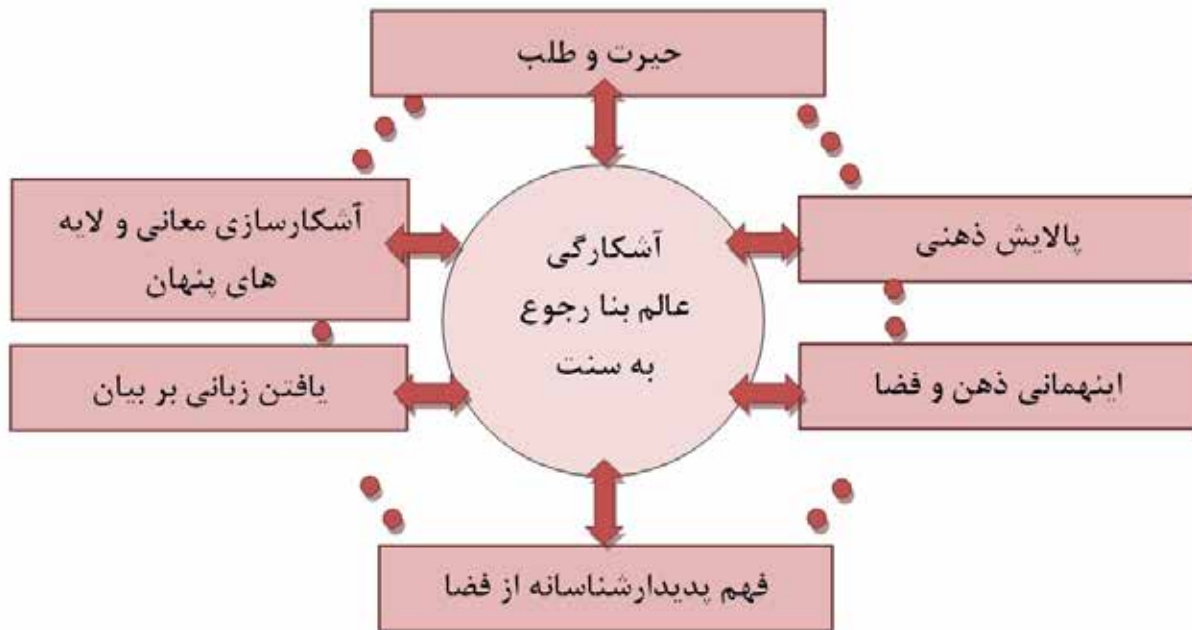 حیرت و طلب
پالایش ذهنی
اینهمانی ذهن و فضا
فهم پدیدارشناسانه از فضا
یافتن زبانی بر بیان
آشکارسازی معانی و لایه
های پنهان
آشکارگی
عالم بنا رجوع
به سنت